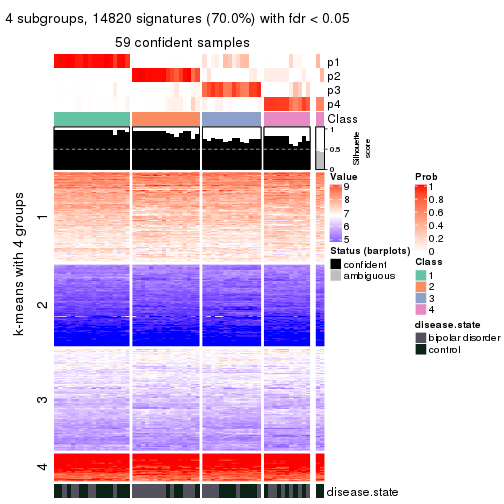 4 subgroups, 14820 signatures (70.0%) with fdr < 0.05
59 confident samples
p1
p2
p3
p4
Class
1
0.5
0
Silhouette
score
k-means with 4 groups
1
2
3
4
disease.state
Value
9
8
7
6
5
Status (barplots)
confident
ambiguous
Prob
1
0.8
0.6
0.4
0.2
0
Class
1
2
3
4
disease.state
bipolar disorder
control